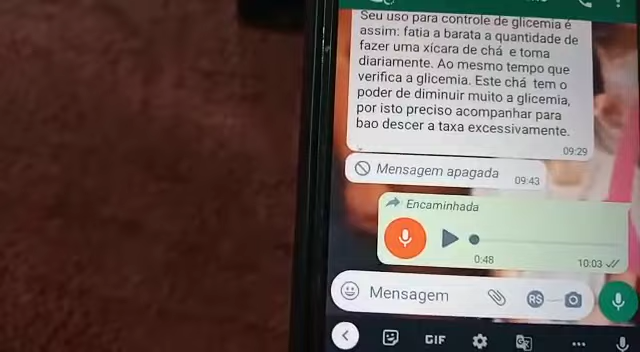 Seu uso para controle de glicemia é
assim: fatia a barata a quantidade de
fazer uma xícara de chá e toma
diariamente. Ao mesmo tempo que
verifica a glicemia. Este chá tem o
poder de diminuir muito a glicemia,
por isto preciso acompanhar para
bao descer a taxa excessivamente.
09:29
Mensagem apagada
09:43
Encaminhada
0:48
10:03
Mensagem
R$
GIF